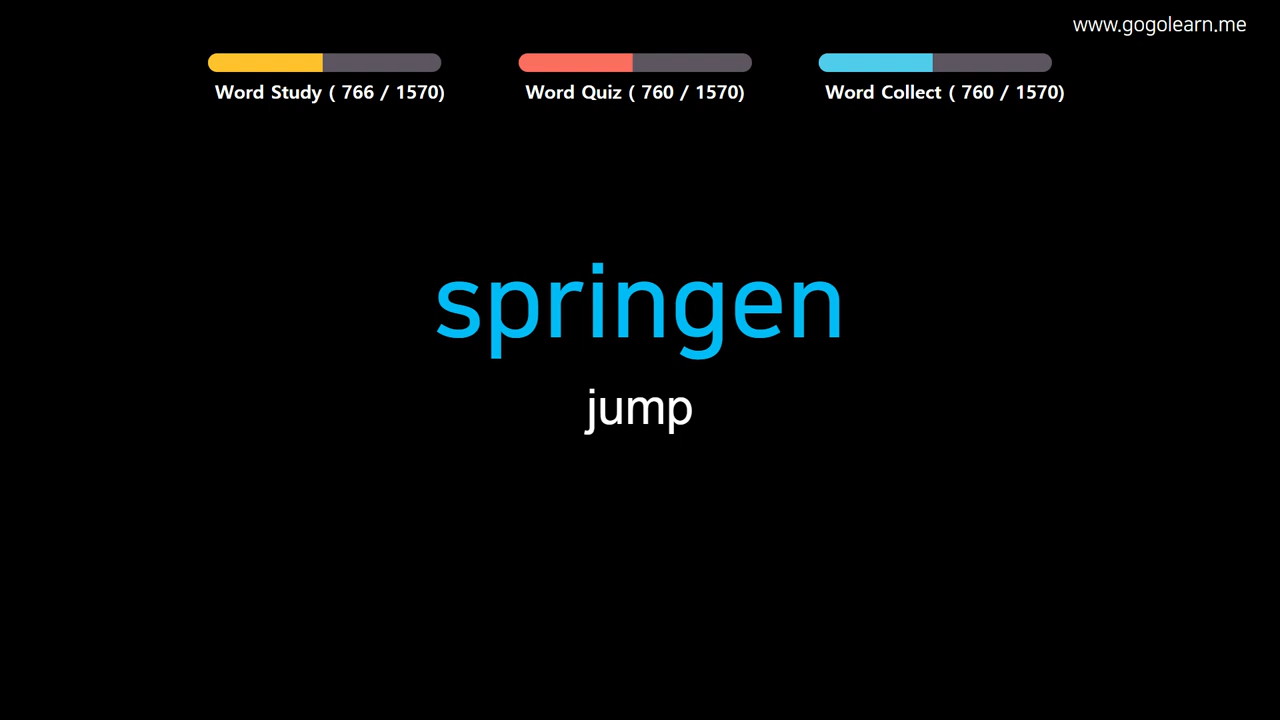 www.gogolearn.me
Word Study ( 766 / 1570)
Word Quiz ( 760 / 1570)
Word Collect ( 760 / 1570)
springen
jump